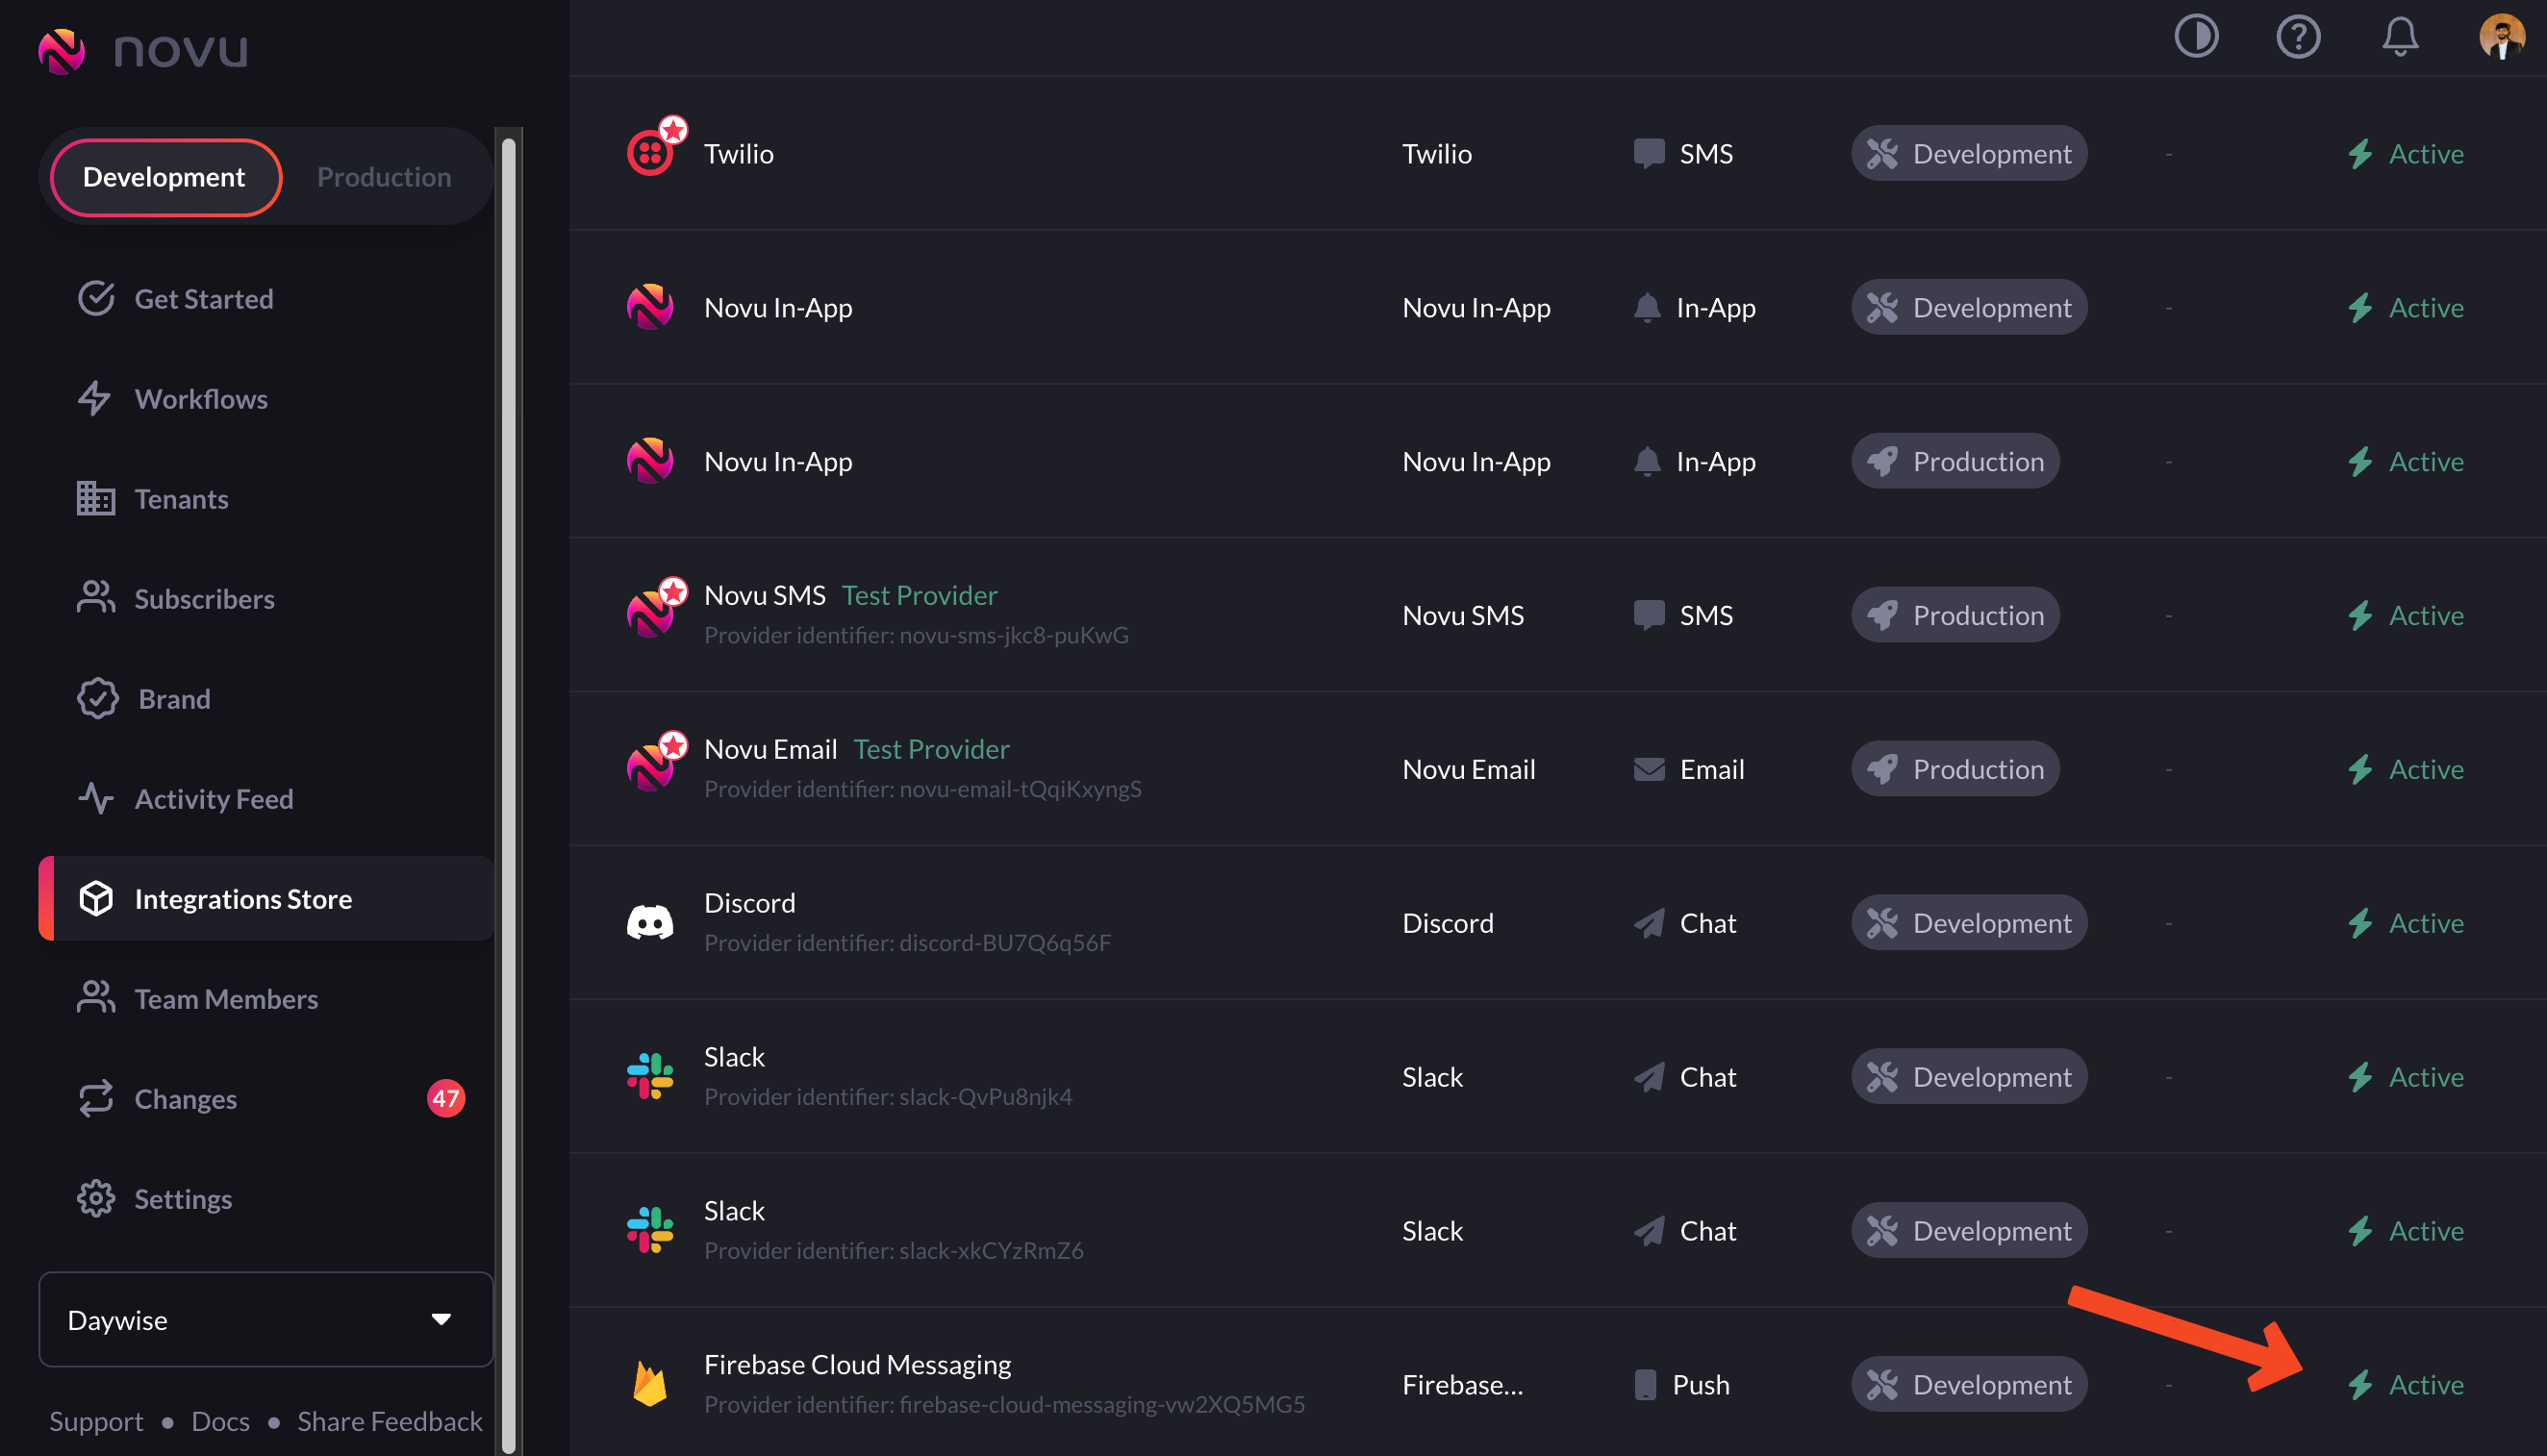 novu
Development Production
Get Started
Workflows
Tenants
Subscribers
Brand
Activity Feed
Integrations Store
Team Members
Changes 47
Settings
Daywise
Support • Docs • Share Feedback
Twilio Twilio SMS Development - Active
Novu In-App Novu In-App In-App Development - Active
Novu In-App Novu In-App In-App Production - Active
Novu SMS Test Provider
Provider identifier: novu-sms-jkc8-puKwG
Novu SMS SMS Production - Active
Novu Email Test Provider
Provider identifier: novu-email-tQqiKxyngS
Novu Email Email Production - Active
Discord
Provider identifier: discord-BU7Q6q56F
Discord Chat Development - Active
Slack
Provider identifier: slack-QvPu8njk4
Slack Chat Development - Active
Slack
Provider identifier: slack-xkCYzRmZ6
Slack Chat Development - Active
Firebase Cloud Messaging
Provider identifier: firebase-cloud-messaging-vw2XQ5MG5
Firebase... Push Development - Active